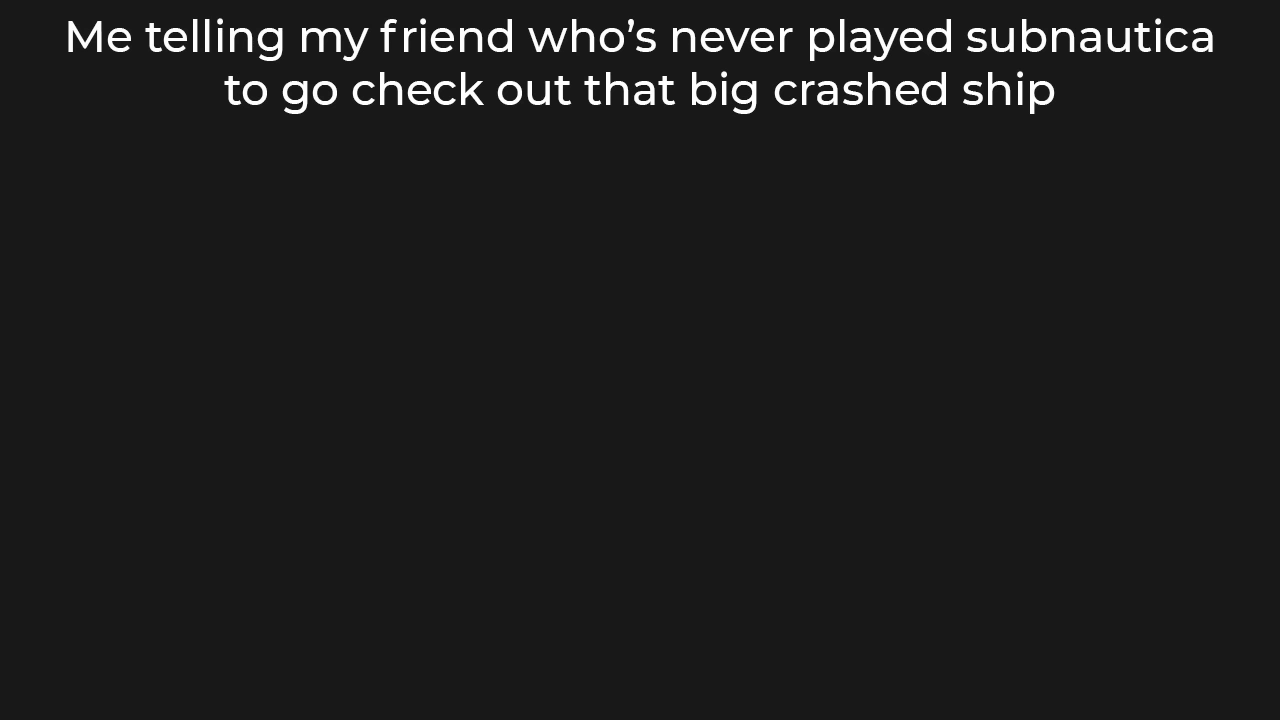 Me telling my friend who’s never played subnautica
to go check out that big crashed ship